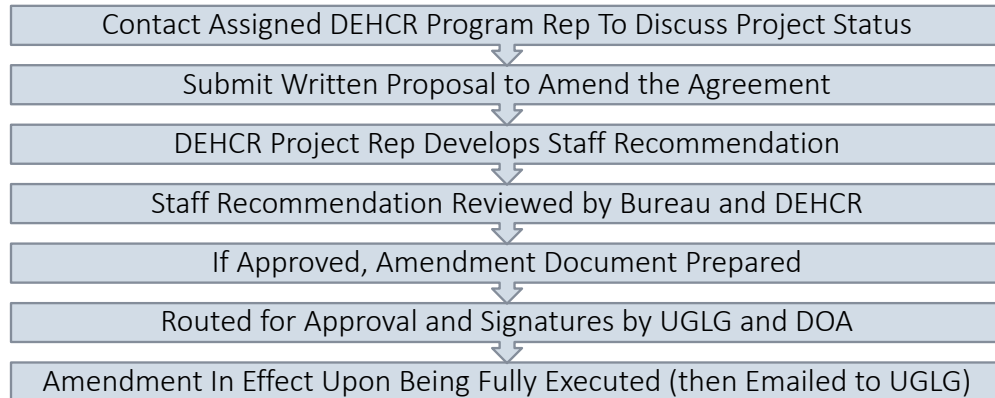 Contact Assigned DEHCR Program Rep To Discuss Project Status
Submit Written Proposal to Amend the Agreement
DEHCR Project Rep Develops Staff Recommendation
Staff Recommendation Reviewed by Bureau and DEHCR
If Approved, Amendment Document Prepared
Routed for Approval and Signatures by UGLG and DOA
Amendment In Effect Upon Being Fully Executed (then Emailed to UGLG)